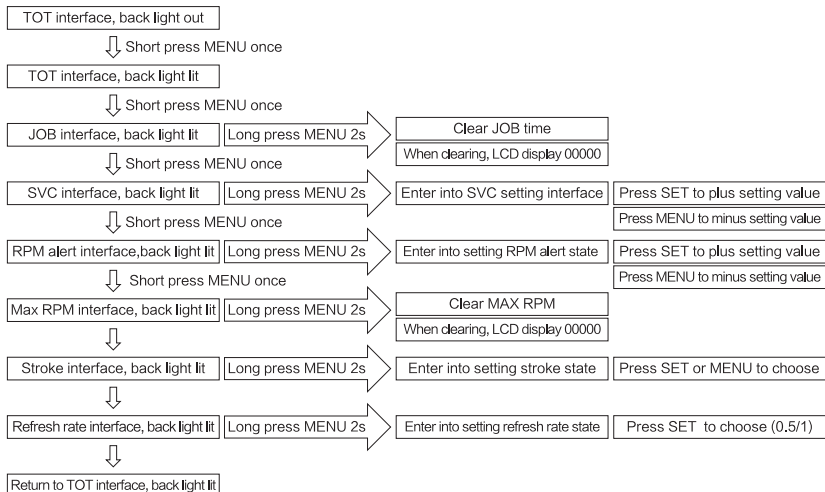 TOT interface, back light out
Short press MENU once
TOT interface, back light lit
Short press MENU once
JOB interface, back light lit
Long press MENU 2s
Clear JOB time
When clearing, LCD display 00000
Short press MENU once
SVC interface, back light lit
Long press MENU 2s
Enter into SVC setting interface
Press SET to plus setting value
Press MENU to minus setting value
Short press MENU once
RPM alert interface,back light lit
Long press MENU 2s
Enter into setting RPM alert state
Press SET to plus setting value
Press MENU to minus setting value
Short press MENU once
Max RPM interface, back light lit
Long press MENU 2s
Clear MAX RPM
When clearing, LCD display 00000
Stroke interface, back light lit
Long press MENU 2s
Enter into setting stroke state
Press SET or MENU to choose
Refresh rate interface, back light lit
Long press MENU 2s
Enter into setting refresh rate state
Press SET to choose (0.5/1)
Return to TOT interface, back light lit